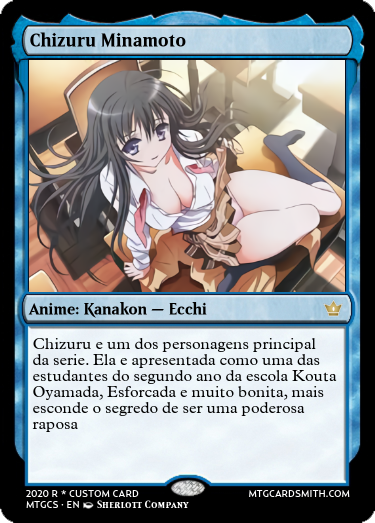 Chizuru Minamoto
Anime: Kanakon — Ecchi
Chizuru e um dos personagens principal
da serie. Ela e apresentada como uma das
estudantes do segundo ano da escola Kouta
Oyamada, Esforcada e muito bonita, mais
esconde o segredo de ser uma poderosa
raposa
2020 R * CUSTOM CARD
MTGCS · EN SHERLOTT COMPANY
MTGCARDSMITH.COM